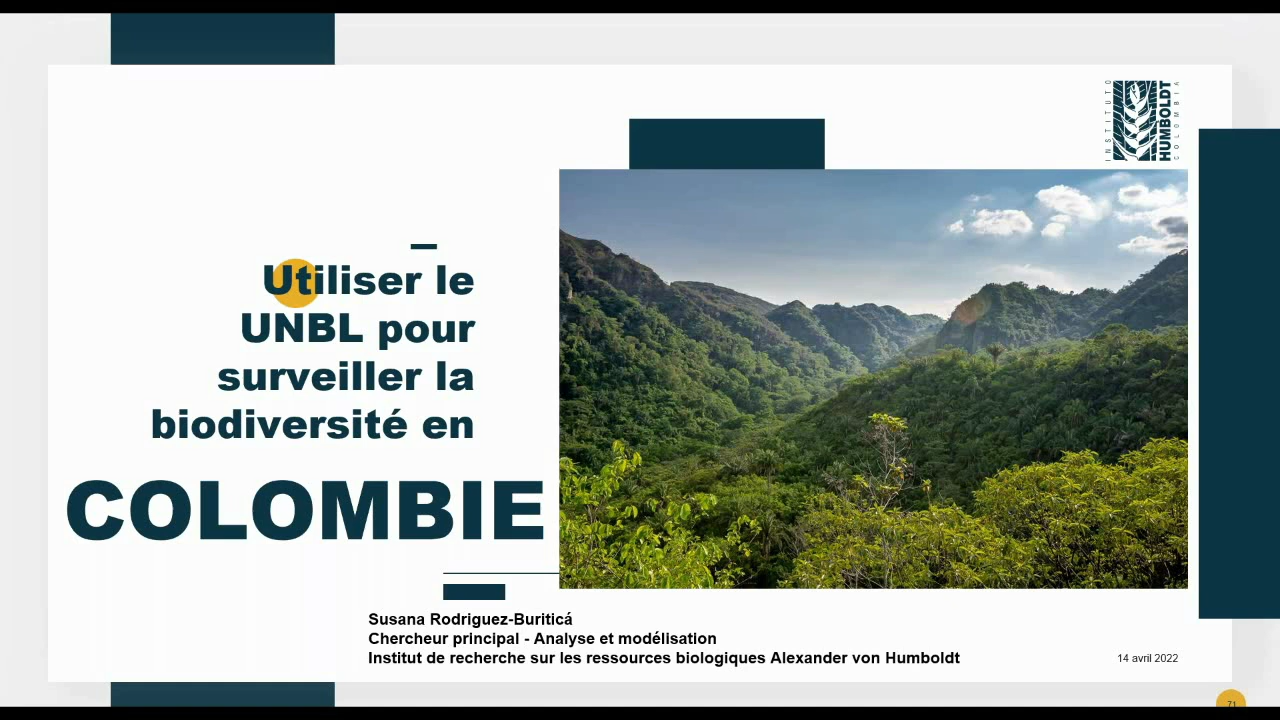 INSTITUTO
HUMBOLDT
COLOMBIA
Utiliser le
UNBL pour
surveiller la
biodiversité en
COLOMBIE
Susana Rodriguez-Buriticá
Chercheur principal - Analyse et modélisation
Institut de recherche sur les ressources biologiques Alexander von Humboldt
14 avril 2022
71